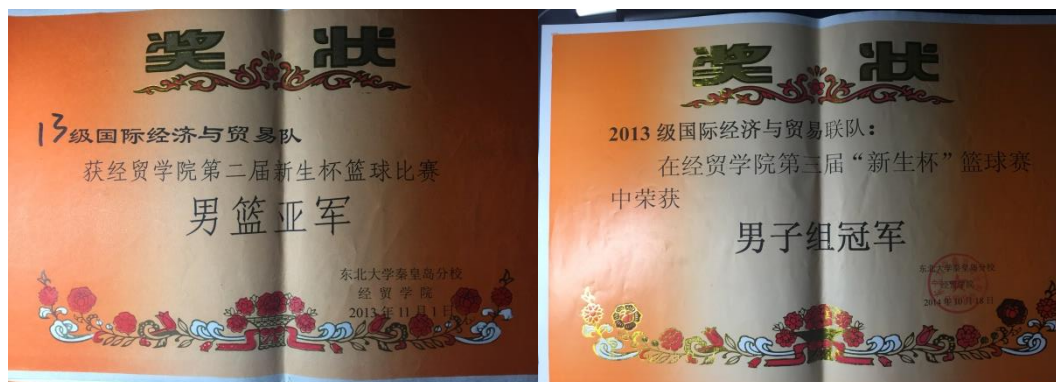 奖状
13级国际经济与贸易队
获经贸学院第二届新生杯篮球比赛
男篮亚军
东北大学秦皇岛分校
经贸学院
2013年11月1日
奖状
2013级国际经济与贸易联队：
在经贸学院第三届“新生杯”篮球赛
中荣获
男子组冠军
东北大学秦皇岛分校
经贸学院